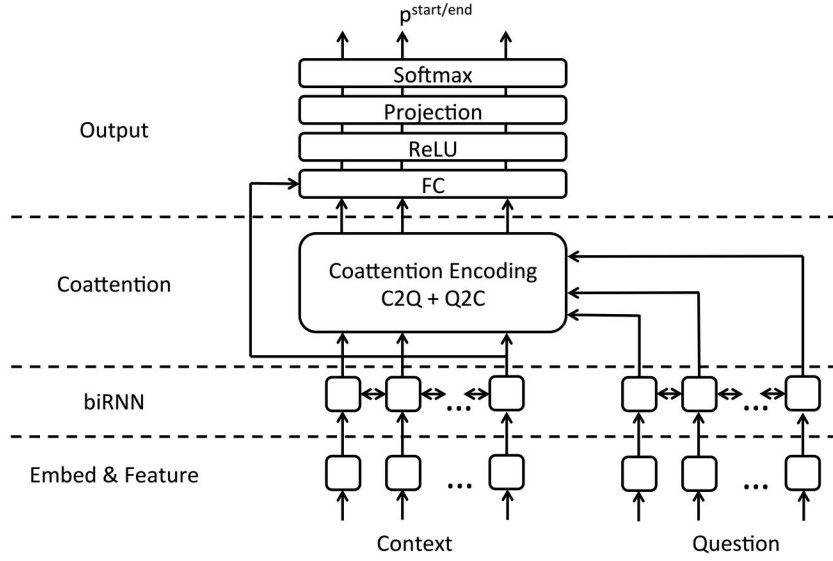 p^start/end
Softmax
Projection
Output
ReLU
FC
Coattention Encoding
Coattention
C2Q + Q2C
biRNN
...
...
Embed & Feature
...
...
Context
Question